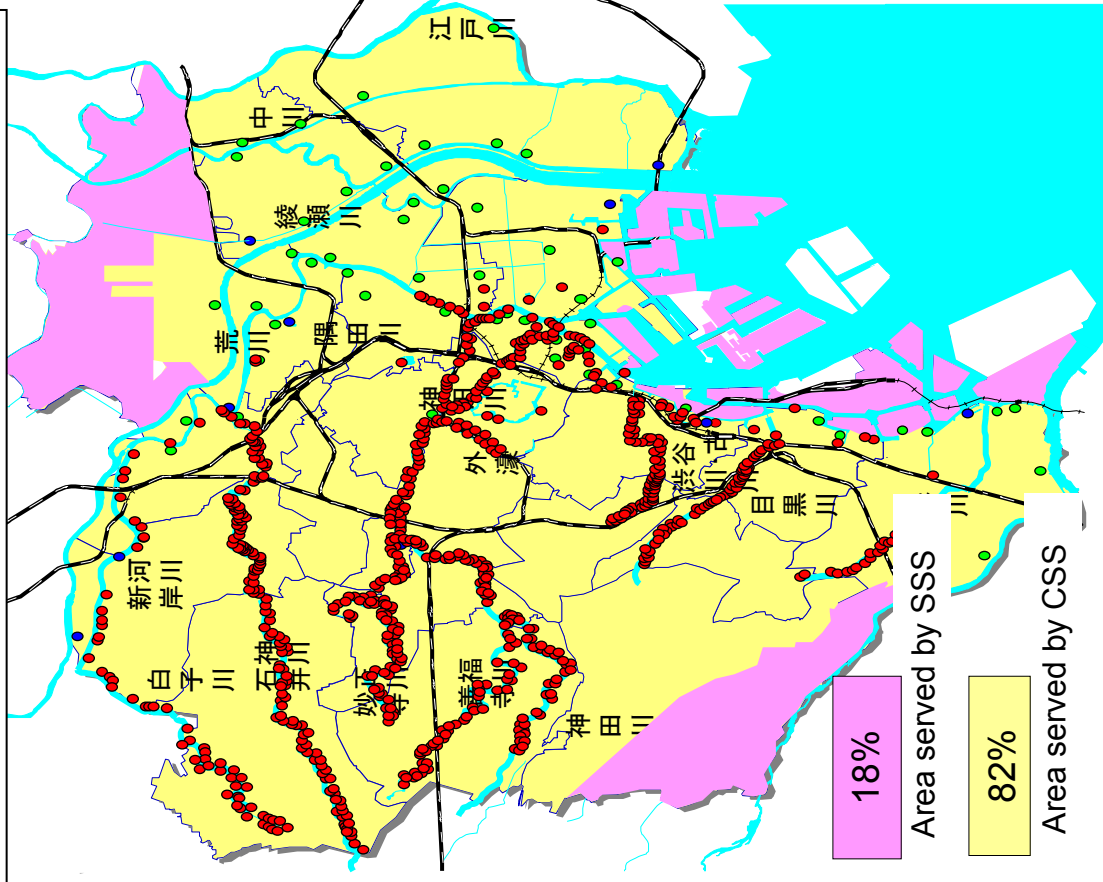 江戸川
中川
綾瀬川
荒川
隅田川
神田川
外濠
渋谷川
古川
目黒川
川
新河岸川
白子川
石神井川
妙正寺川
善福寺川
神田川
18%
Area served by SSS
82%
Area served by CSS